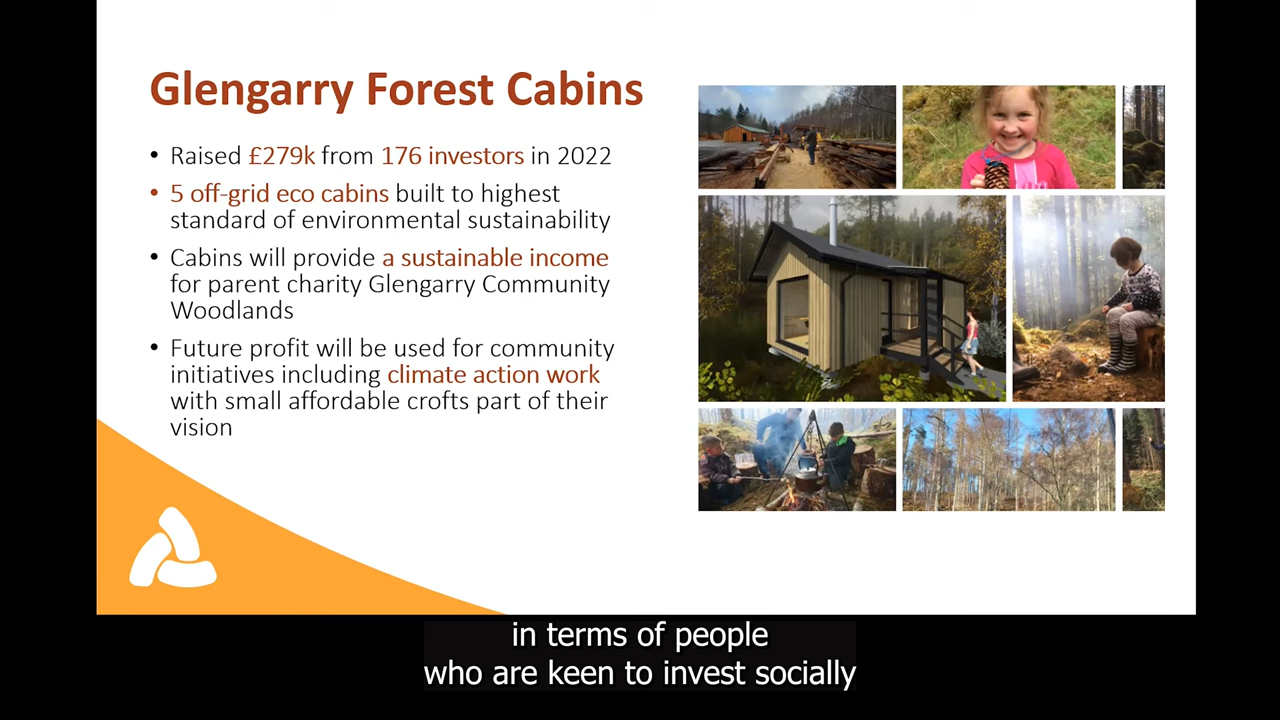 Glengarry Forest Cabins
• Raised £279k from 176 investors in 2022
• 5 off-grid eco cabins built to highest
standard of environmental sustainability
• Cabins will provide a sustainable income
for parent charity Glengarry Community
Woodlands
• Future profit will be used for community
initiatives including climate action work
with small affordable crofts part of their
vision
in terms of people
who are keen to invest socially